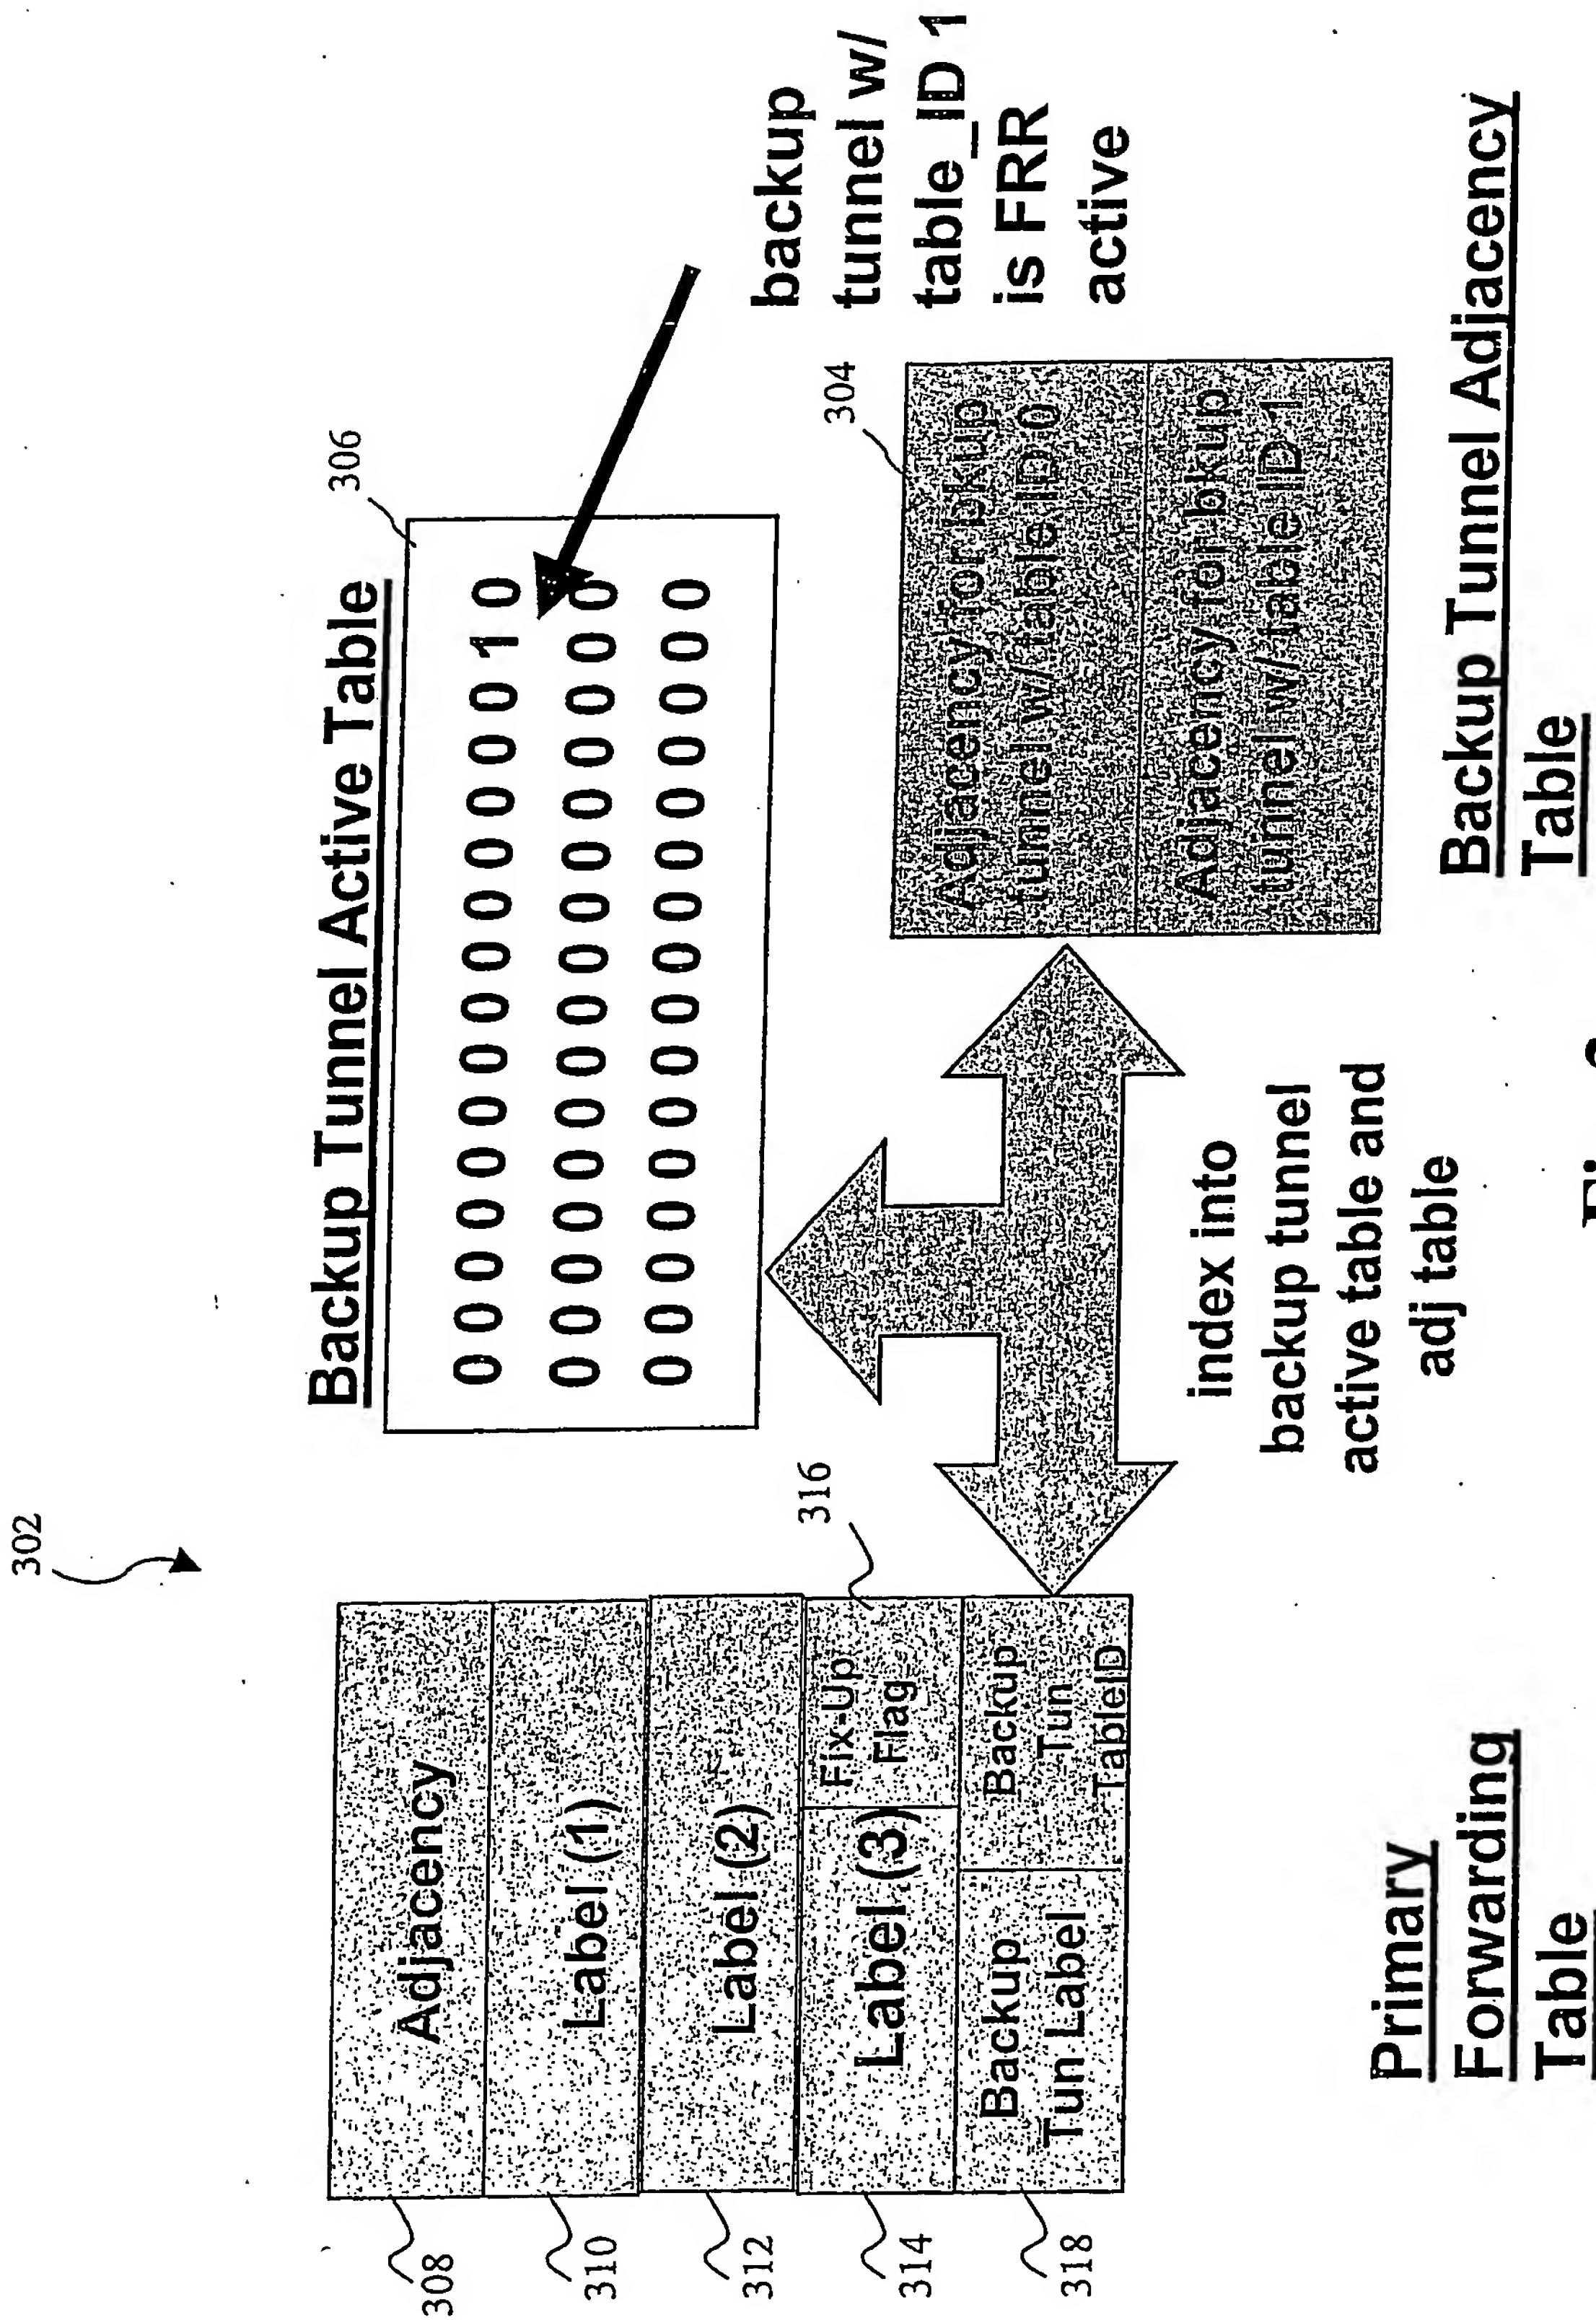 302
Backup Tunnel Active Table
306
0 0 0 0 0 0 0 0 0 0 0 0 0 0 1 0
0 0 0 0 0 0 0 0 0 0 0 0 0 0 0 0
0 0 0 0 0 0 0 0 0 0 0 0 0 0 0 0
backup
tunnel w/
table_ID 1
is FRR
active
Adjacency
Label (1)
Label (2)
Label (3)
Fix-Up
Flag
Backup
Tun Label
Backup
Tun
TableID
308
310
312
314
316
318
304
Adjacency for bkup
tunnel w/ table ID 0
Adjacency for bkup
tunnel w/ table ID 1
index into
backup tunnel
active table and
adj table
Primary
Forwarding
Table
Backup Tunnel Adjacency
Table